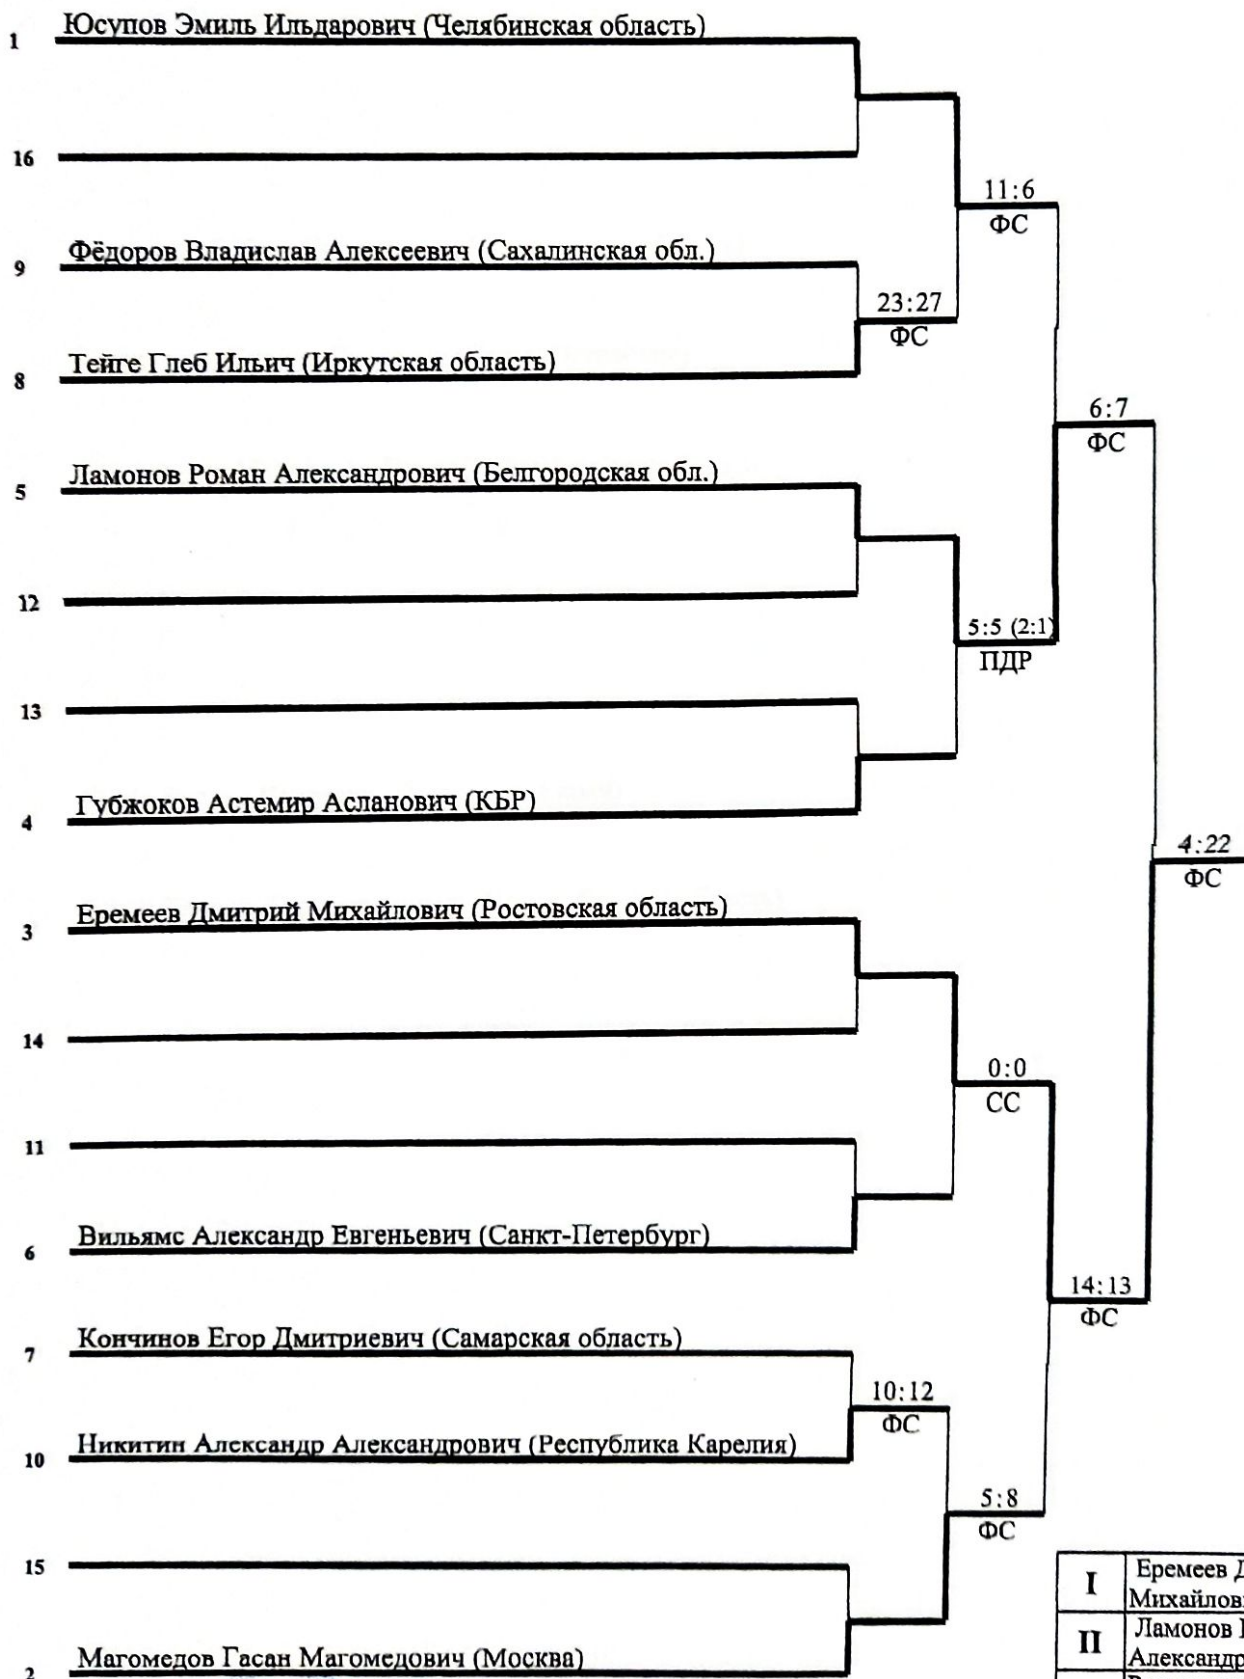 Юсупов Эмиль Ильдарович (Челябинская область)
1
16
11:6
ФС
Фёдоров Владислав Алексеевич (Сахалинская обл.)
9
23:27
ФС
Тейге Глеб Ильич (Иркутская область)
8
6:7
ФС
Ламонов Роман Александрович (Белгородская обл.)
5
12
5:5 (2:1)
ПДР
13
Губжоков Астемир Асланович (КБР)
4
4:22
ФС
Еремеев Дмитрий Михайлович (Ростовская область)
3
14
0:0
СС
11
Вильямс Александр Евгеньевич (Санкт-Петербург)
6
14:13
ФС
Кончинов Егор Дмитриевич (Самарская область)
7
10:12
ФС
Никитин Александр Александрович (Республика Карелия)
10
5:8
ФС
15
I
Еремеев Д
Михайлов
II
Ламонов
Александр
Магомедов Гасан Магомедович (Москва)
2